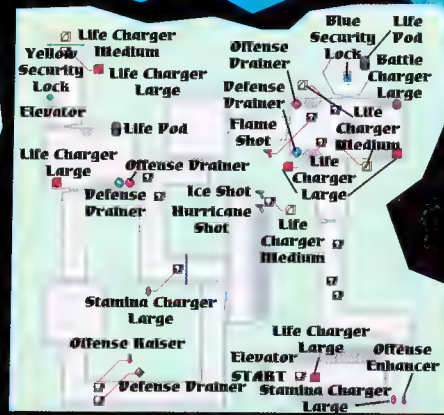 Life Charger
Medium
Yellow
Security
Lock
Life Charger
Large
Elevator
Life Pod
Life Charger
Large
Offense Drainer
Defense
Drainer
Blue
Security
Lock
Life
Pod
Offense
Drainer
Battle
Charger
Large
Defense
Drainer
Flame
Shot
Life
Charger
Medium
Life
Charger
Large
Ice Shot
Hurricane
Shot
Life
Charger
Medium
Stamina Charger
Large
Offense Raiser
Defense Drainer
Life Charger
Large
Elevator
START
Offense
Enhancer
Stamina Charger
Large